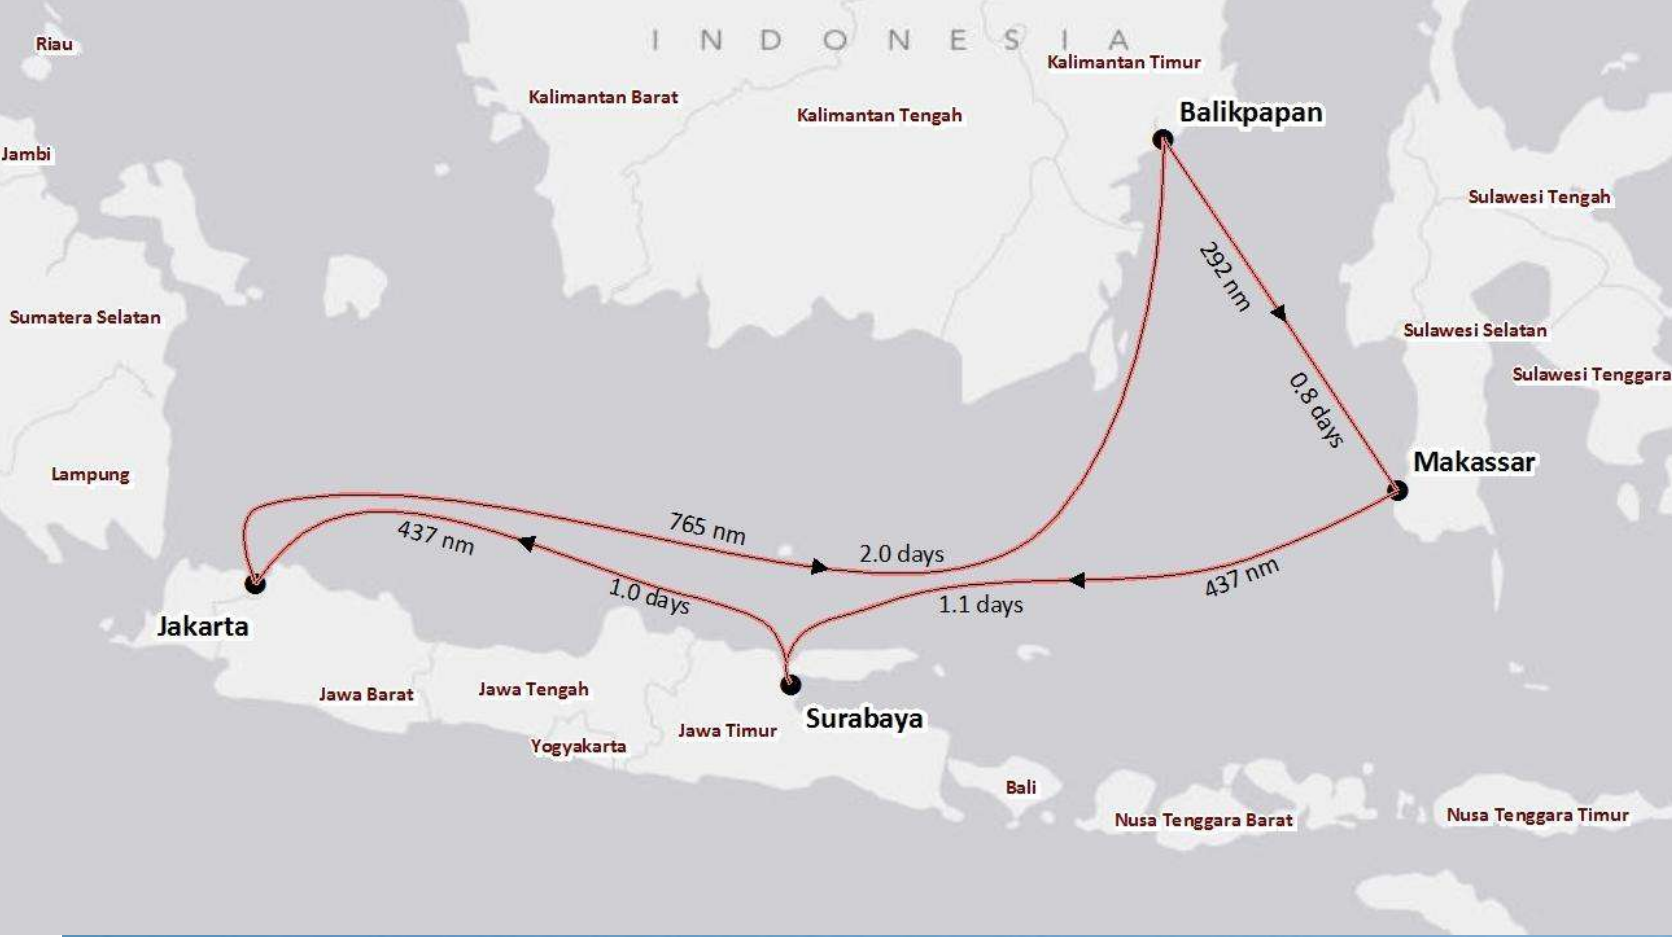 Riau
I N D O N E S I A
Kalimantan Timur
Kalimantan Barat
Kalimantan Tengah
Balikpapan
Jambi
Sulawesi Tengah
292 nm
Sumatera Selatan
Sulawesi Selatan
Sulawesi Tenggara
0.8 days
Lampung
Makassar
765 nm
437 nm
2.0 days
437 nm
1.0 days
1.1 days
Jakarta
Jawa Barat
Jawa Tengah
Surabaya
Jawa Timur
Yogyakarta
Bali
Nusa Tenggara Barat
Nusa Tenggara Timur